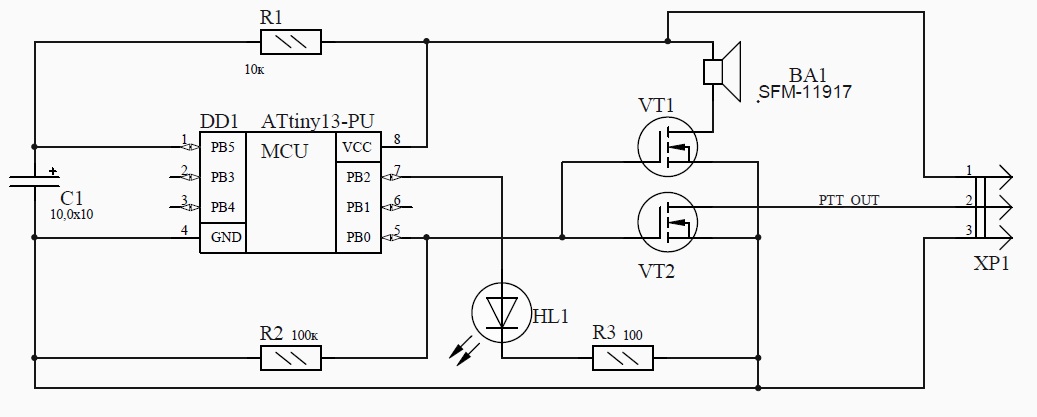 R1
10к
BA1
SFM-11917
VT1
DD1 ATtiny13-PU
1 PB5 MCU VCC 8
2 PB3 PB2 7
3 PB4 PB1 6
4 GND PB0 5
+
C1
10,0x10
1
PTT OUT 2
3
XP1
VT2
HL1
R2 100к
R3 100